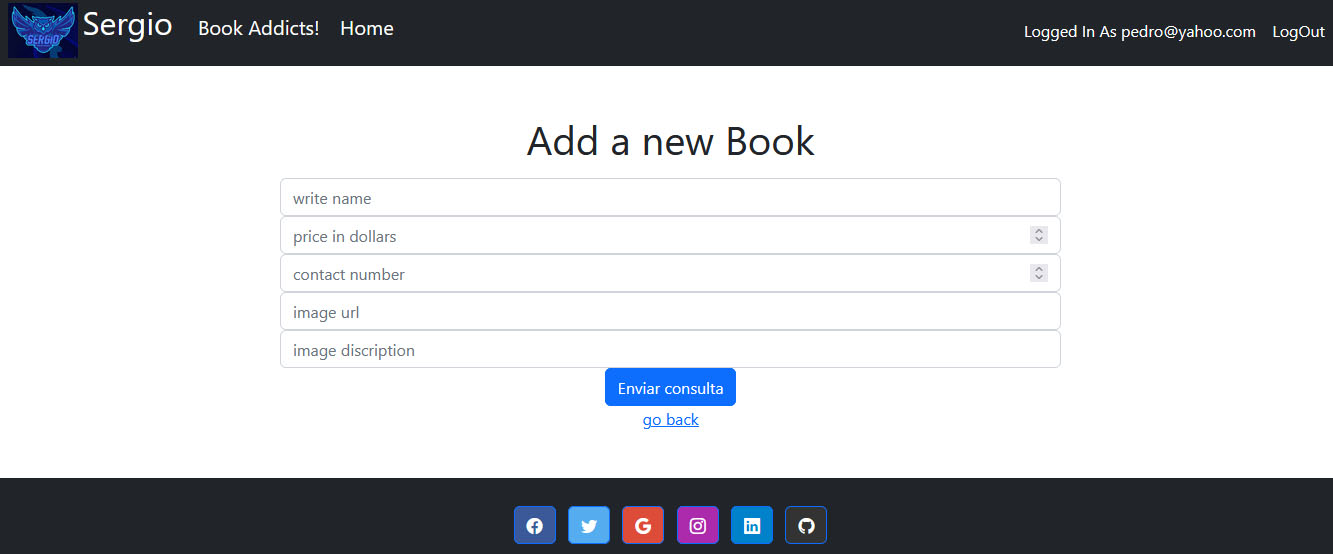 SERGIO
Sergio Book Addicts! Home Logged In As pedro@yahoo.com LogOut
Add a new Book
write name
price in dollars
contact number
image url
image discription
Enviar consulta
go back